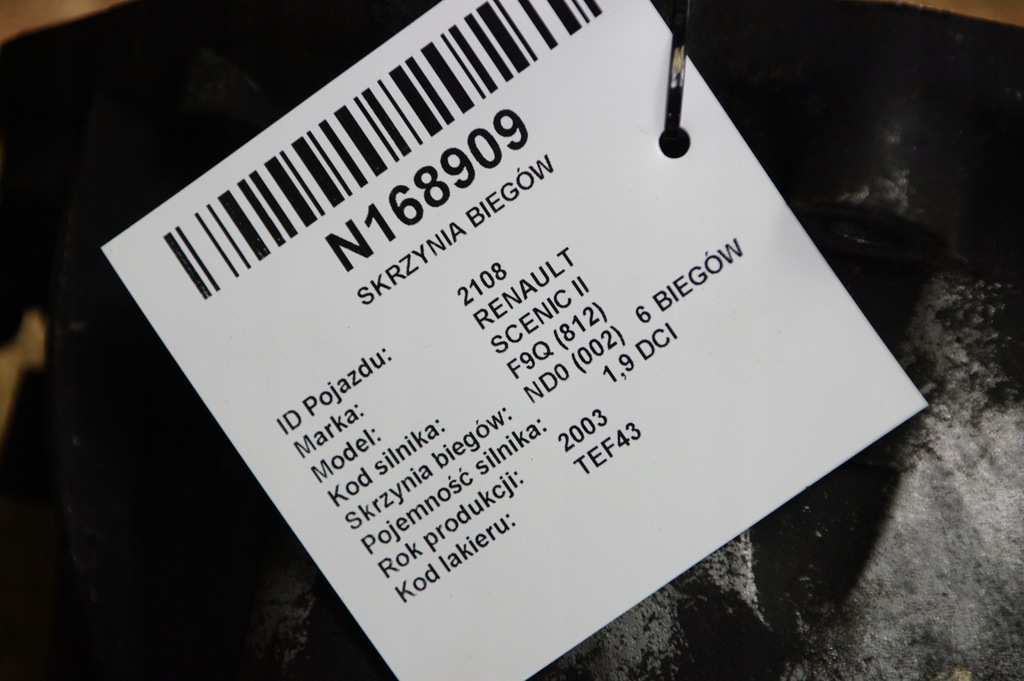 N168909
SKRZYNIA BIEGÓW
ID Pojazdu: 2108
Marka: RENAULT
Model: SCENIC II
Kod silnika: F9Q (812)
Skrzynia biegów: ND0 (002) 6 BIEGÓW
Pojemność silnika: 1,9 DCI
Rok produkcji: 2003
Kod lakieru: TEF43